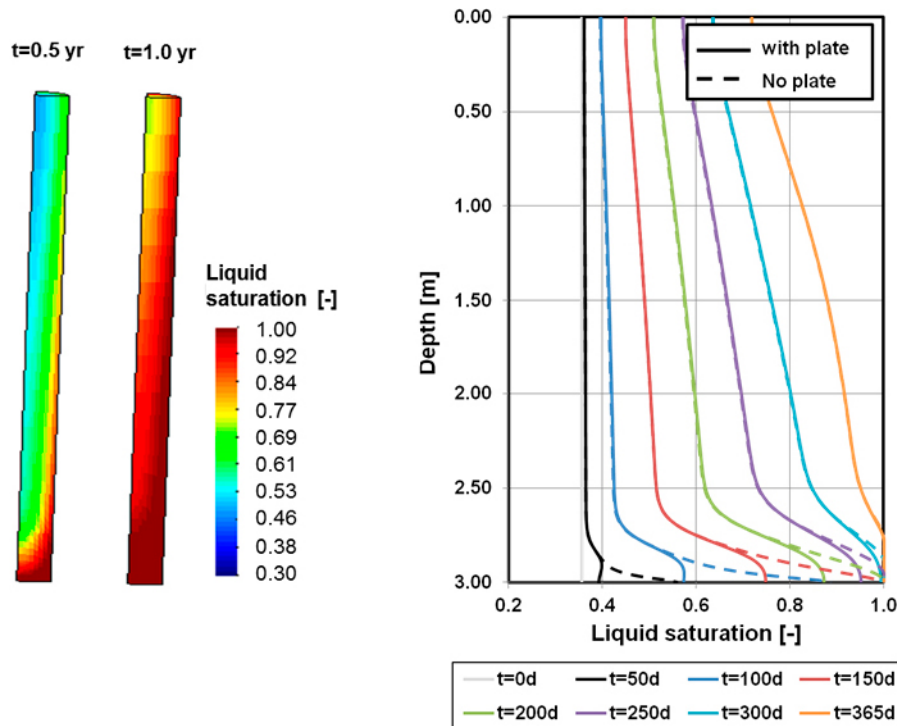 t=0.5 yr
t=1.0 yr
Liquid
saturation [-]
1.00
0.92
0.84
0.77
0.69
0.61
0.53
0.46
0.38
0.30
0.00
0.50
1.00
1.50
2.00
2.50
3.00
Depth [m]
with plate
No plate
0.2
0.4
0.6
0.8
1.0
Liquid saturation [-]
t=0d
t=50d
t=100d
t=150d
t=200d
t=250d
t=300d
t=365d